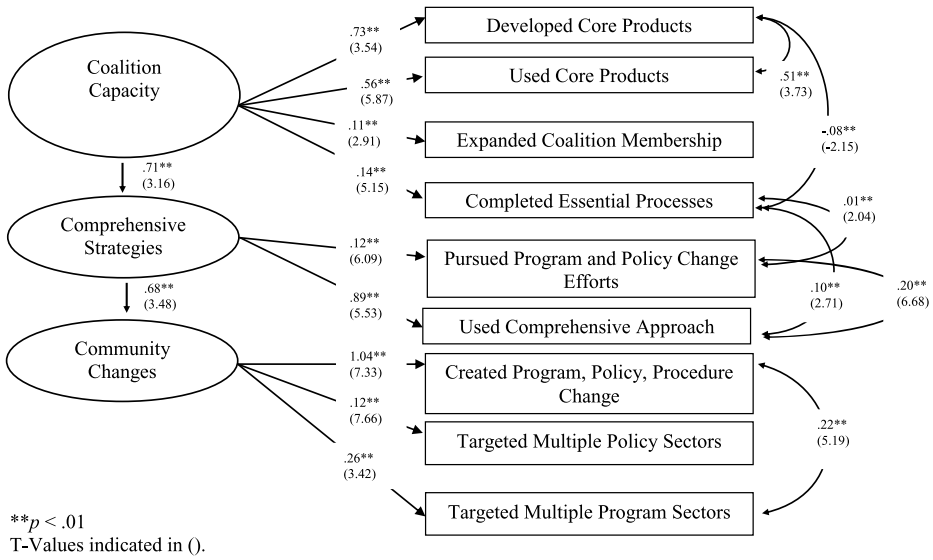 Coalition
Capacity
.73**
(3.54)
.56**
(5.87)
.11**
(2.91)
.14**
(5.15)
Developed Core Products
Used Core Products
Expanded Coalition Membership
Completed Essential Processes
.51**
(3.73)
-.08**
(-2.15)
.71**
(3.16)
Comprehensive
Strategies
.12**
(6.09)
.89**
(5.53)
Pursued Program and Policy Change
Efforts
Used Comprehensive Approach
.01**
(2.04)
.10**
(2.71)
.20**
(6.68)
.68**
(3.48)
Community
Changes
1.04**
(7.33)
.12**
(7.66)
.26**
(3.42)
Created Program, Policy, Procedure
Change
Targeted Multiple Policy Sectors
Targeted Multiple Program Sectors
.22**
(5.19)
**p < .01
T-Values indicated in ().